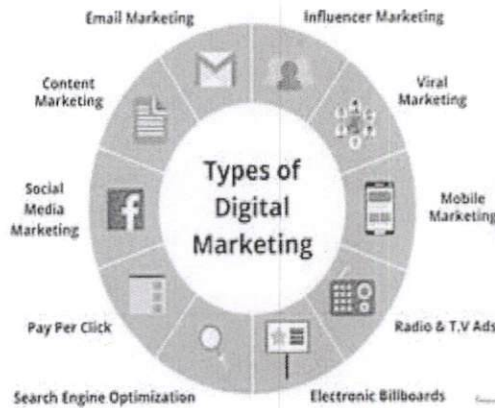 Email Marketing
Influencer Marketing
Content
Marketing
Viral
Marketing
Types of
Digital
Marketing
Social
Media
Marketing
Mobile
Marketing
Pay Per Click
Radio & T.V Ads
Search Engine Optimization
Electronic Billboards